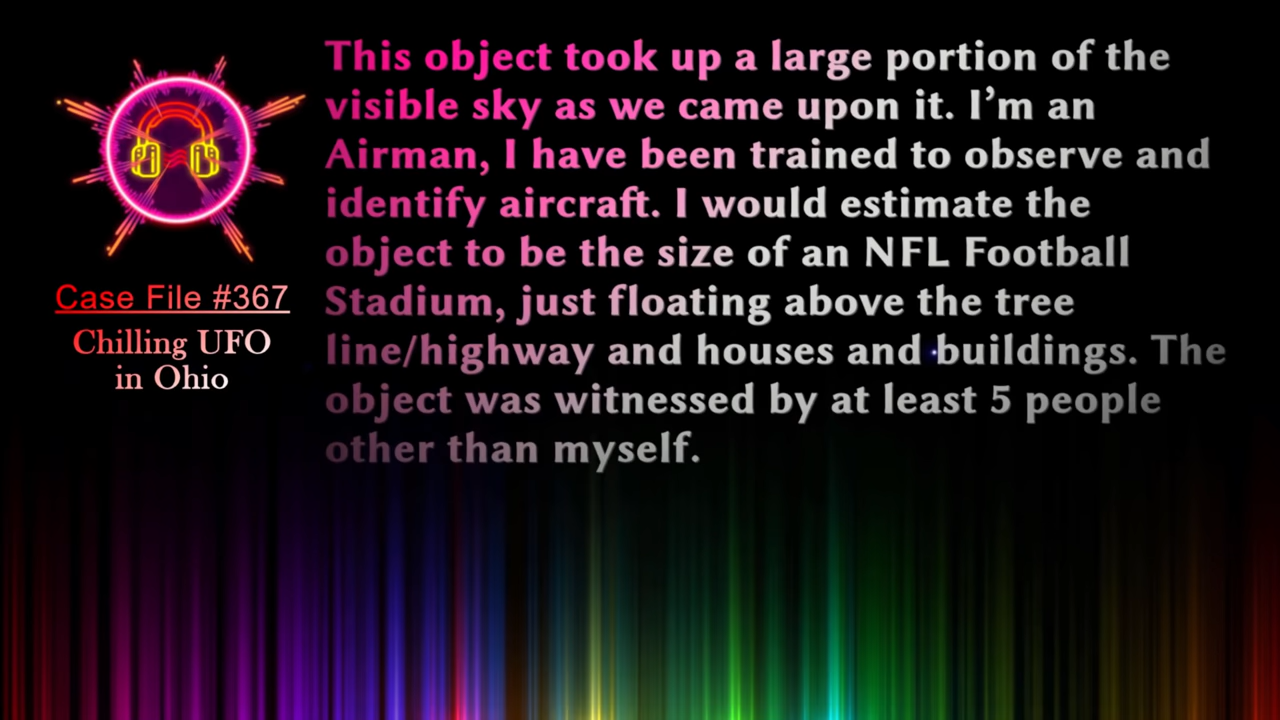 Case File #367
Chilling UFO
in Ohio
This object took up a large portion of the
visible sky as we came upon it. I’m an
Airman, I have been trained to observe and
identify aircraft. I would estimate the
object to be the size of an NFL Football
Stadium, just floating above the tree
line/highway and houses and buildings. The
object was witnessed by at least 5 people
other than myself.